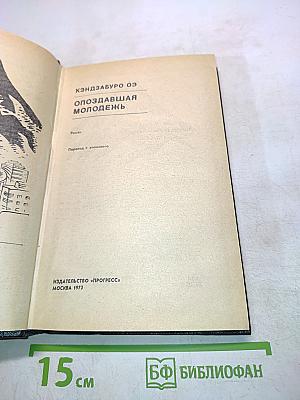 КЭНДЗАБУРО ОЭ
ОПОЗДАВШАЯ
МОЛОДЕЖЬ
Роман
Перевод с японского
ИЗДАТЕЛЬСТВО «ПРОГРЕСС»
МОСКВА 1973
15 см
БФ БИБЛИОФАН